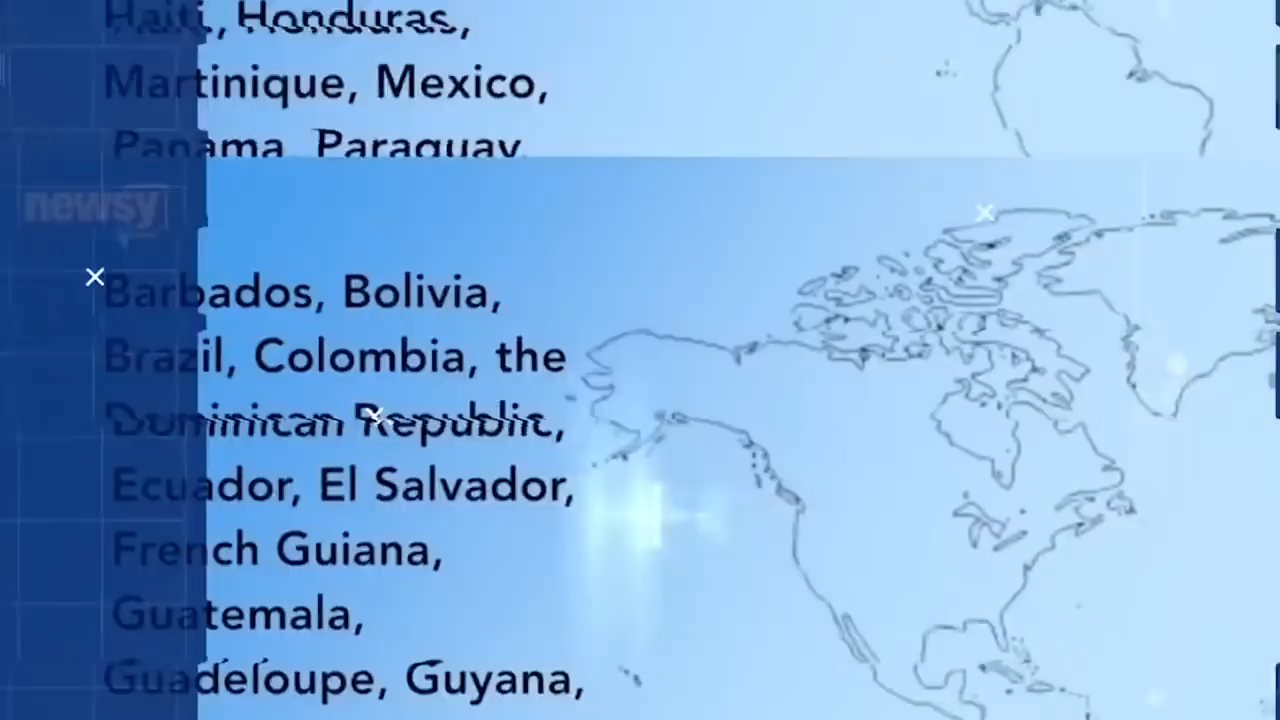 Haiti, Honduras,
Martinique, Mexico,
Panama, Paraguay,
newsy
Barbados, Bolivia,
Brazil, Colombia, the
Dominican Republic,
Ecuador, El Salvador,
French Guiana,
Guatemala,
Guadeloupe, Guyana,